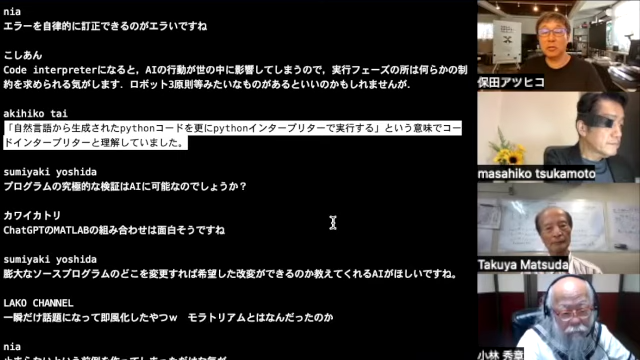 nia
エラーを自律的に訂正できるのがエラいですね
こしあん
Code interpreterになると，AIの行動が世の中に影響してしまうので，実行フェーズの所は何らかの制
約を求められる気がします．ロボット3原則等みたいなものがあるといいのかもしれませんが．
akihiko tai
「自然言語から生成されたpythonコードを更にpythonインタープリターで実行する」という意味でコー
ドインタープリターと理解していました。
sumiyaki yoshida
プログラムの究極的な検証はAIに可能なのでしょうか？
カワイカトリ
ChatGPTのMATLABの組み合わせは面白そうですね
sumiyaki yoshida
膨大なソースプログラムのどこを変更すれば希望した改変ができるのか教えてくれるAIがほしいですね。
LAKO CHANNEL
一瞬だけ話題になって即風化したやつｗ　モラトリアムとはなんだったのか
nia
保田アツヒコ
masahiko tsukamoto
Takuya Matsuda
小林 秀章